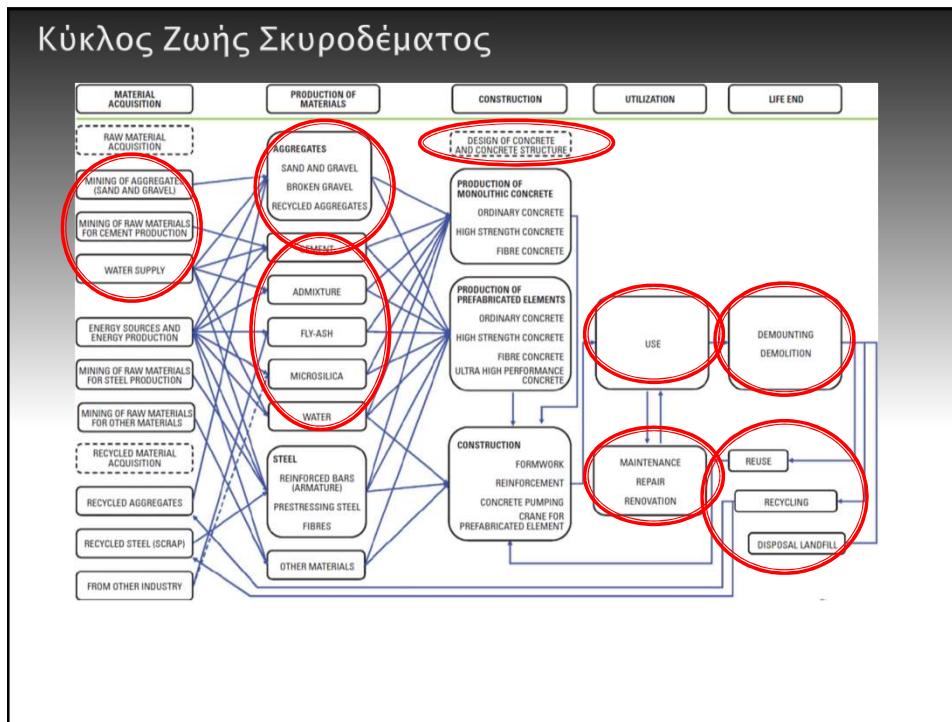 Κύκλος Ζωής Σκυροδέματος
MATERIAL
ACQUISITION
PRODUCTION OF
MATERIALS
CONSTRUCTION
UTILIZATION
LIFE END
RAW MATERIAL
ACQUISITION
MINING OF AGGREGATES
(SAND AND GRAVEL)
MINING OF RAW MATERIALS
FOR CEMENT PRODUCTION
WATER SUPPLY
ENERGY SOURCES AND
ENERGY PRODUCTION
MINING OF RAW MATERIALS
FOR STEEL PRODUCTION
MINING OF RAW MATERIALS
FOR OTHER MATERIALS
RECYCLED MATERIAL
ACQUISITION
RECYCLED AGGREGATES
RECYCLED STEEL (SCRAP)
FROM OTHER INDUSTRY
AGGREGATES
SAND AND GRAVEL
BROKEN GRAVEL
RECYCLED AGGREGATES
CEMENT
ADMIXTURE
FLY-ASH
MICROSILICA
WATER
STEEL
REINFORCED BARS
(ARMATURE)
PRESTRESSING STEEL
FIBRES
OTHER MATERIALS
DESIGN OF CONCRETE
AND CONCRETE STRUCTURE
PRODUCTION OF
MONOLITHIC CONCRETE
ORDINARY CONCRETE
HIGH STRENGTH CONCRETE
FIBRE CONCRETE
PRODUCTION OF
PREFABRICATED ELEMENTS
ORDINARY CONCRETE
HIGH STRENGTH CONCRETE
FIBRE CONCRETE
ULTRA HIGH PERFORMANCE
CONCRETE
CONSTRUCTION
FORMWORK
REINFORCEMENT
CONCRETE PUMPING
CRANE FOR
PREFABRICATED ELEMENT
USE
MAINTENANCE
REPAIR
RENOVATION
DEMOUNTING
DEMOLITION
REUSE
RECYCLING
DISPOSAL LANDFILL